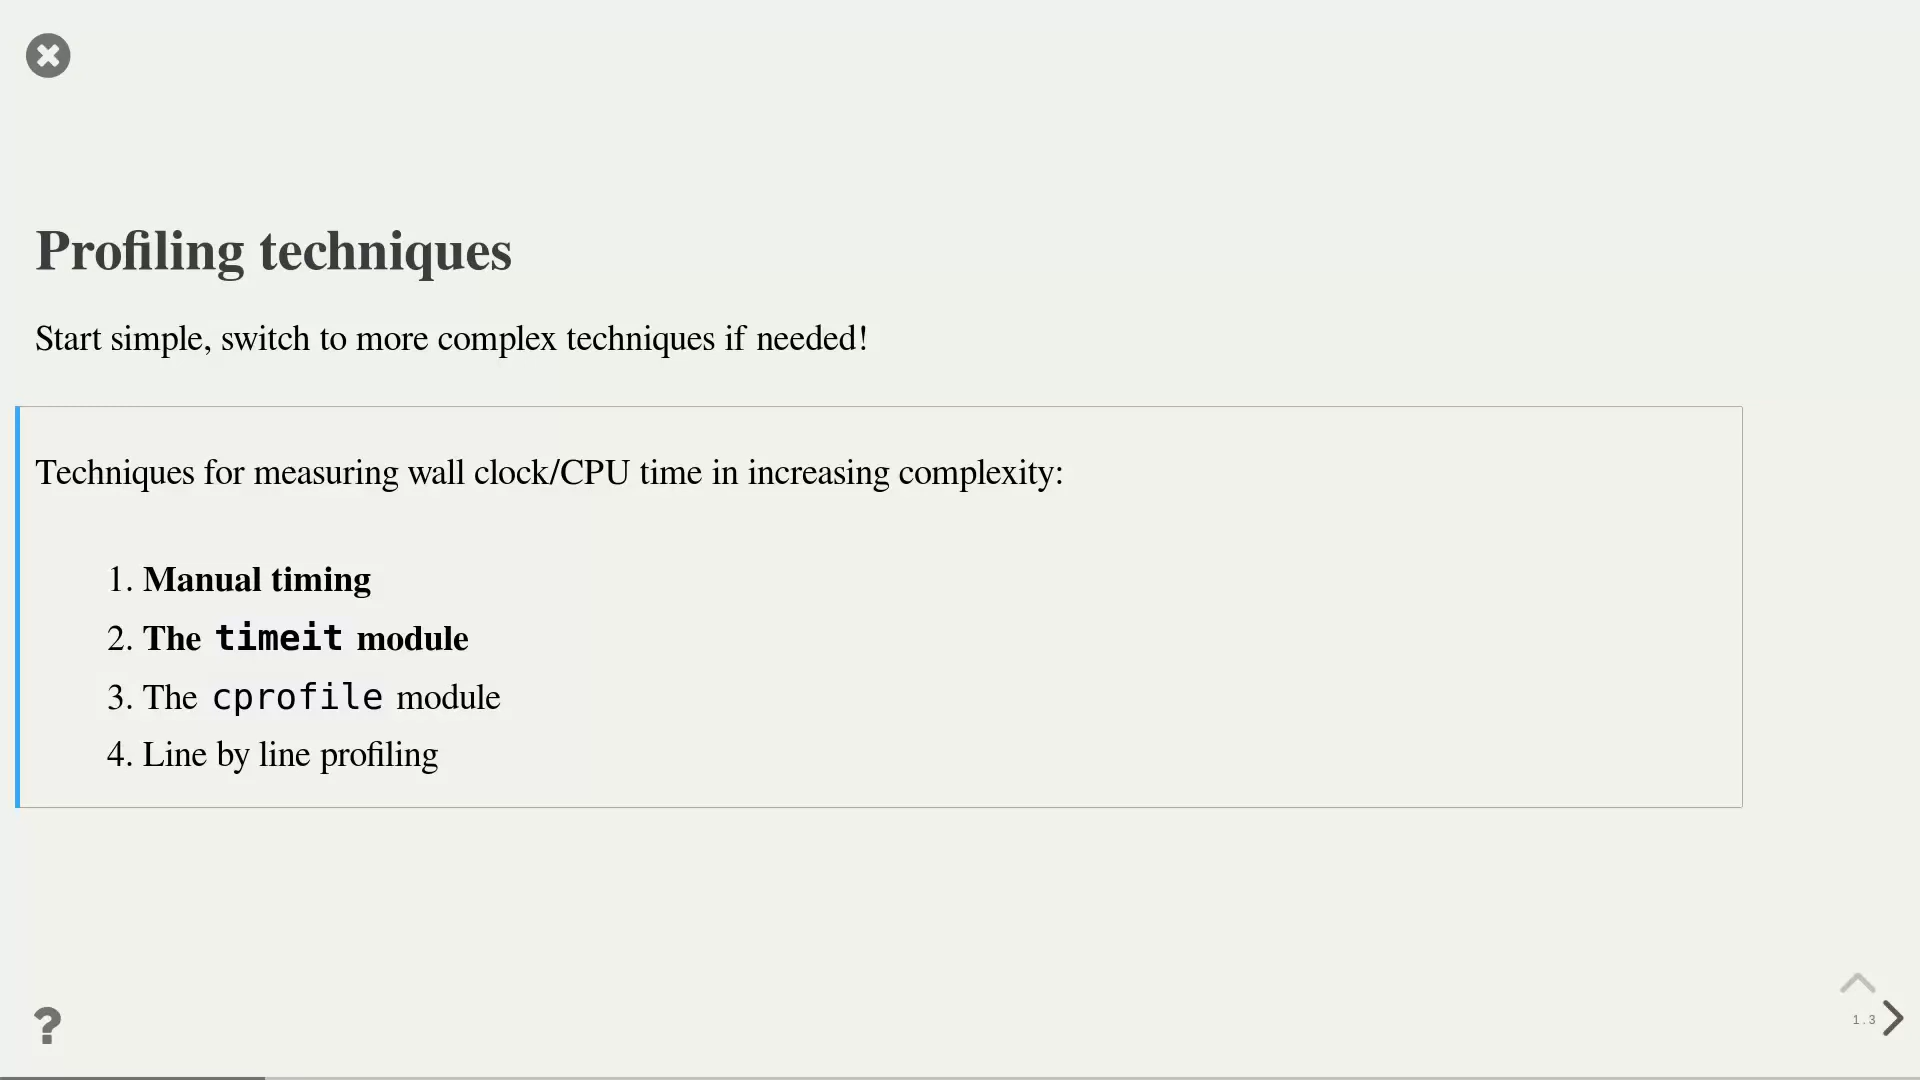 Profiling techniques
Start simple, switch to more complex techniques if needed!
Techniques for measuring wall clock/CPU time in increasing complexity:
1. Manual timing
2. The timeit module
3. The cprofile module
4. Line by line profiling
?
1.3